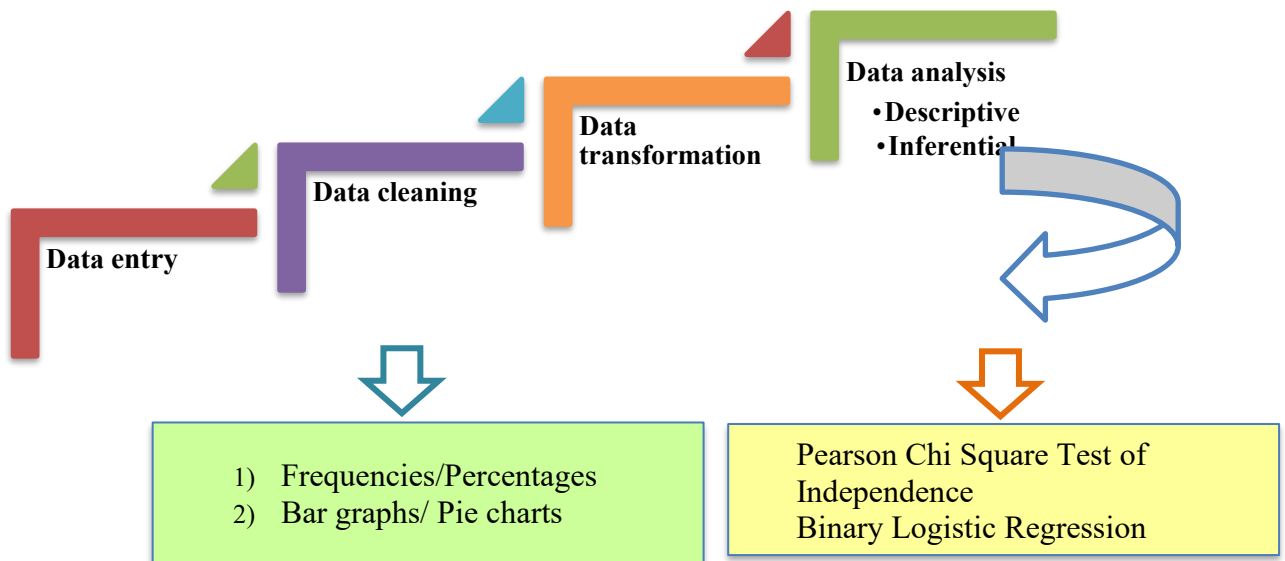 Data analysis
•Descriptive
•Inferential
Data
transformation
Data cleaning
Data entry
1) Frequencies/Percentages
2) Bar graphs/ Pie charts
Pearson Chi Square Test of
Independence
Binary Logistic Regression